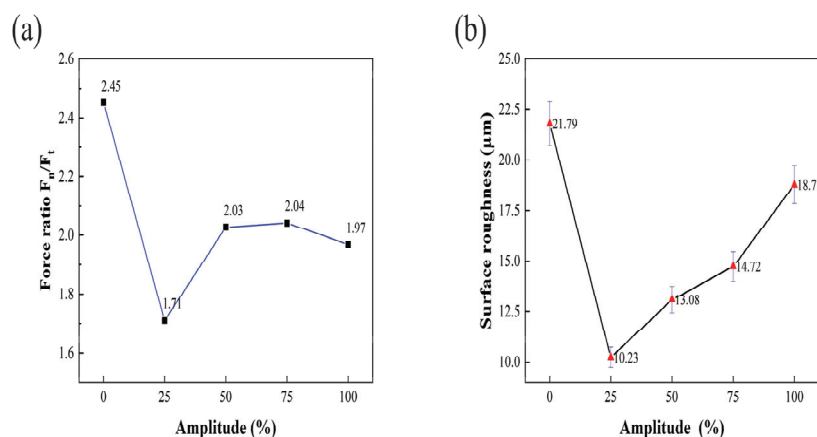 (a)
2.6
2.4
2.2
2.0
1.8
1.6
Force ratio Fn/Ft
2.45
1.71
2.03
2.04
1.97
0 25 50 75 100
Amplitude (%)
(b)
25.0
22.5
20.0
17.5
15.0
12.5
10.0
Surface roughness (μm)
21.79
10.23
13.08
14.72
18.7
0 25 50 75 100
Amplitude (%)